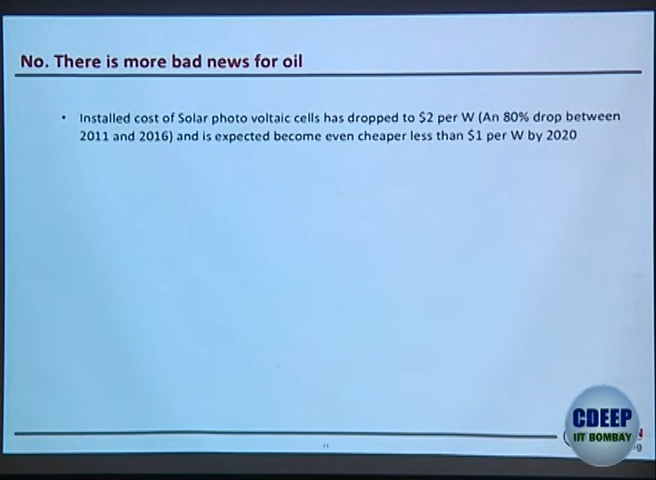 No. There is more bad news for oil
• Installed cost of Solar photo voltaic cells has dropped to $2 per W (An 80% drop between
2011 and 2016) and is expected become even cheaper less than $1 per W by 2020
11
CDEEP
IIT BOMBAY